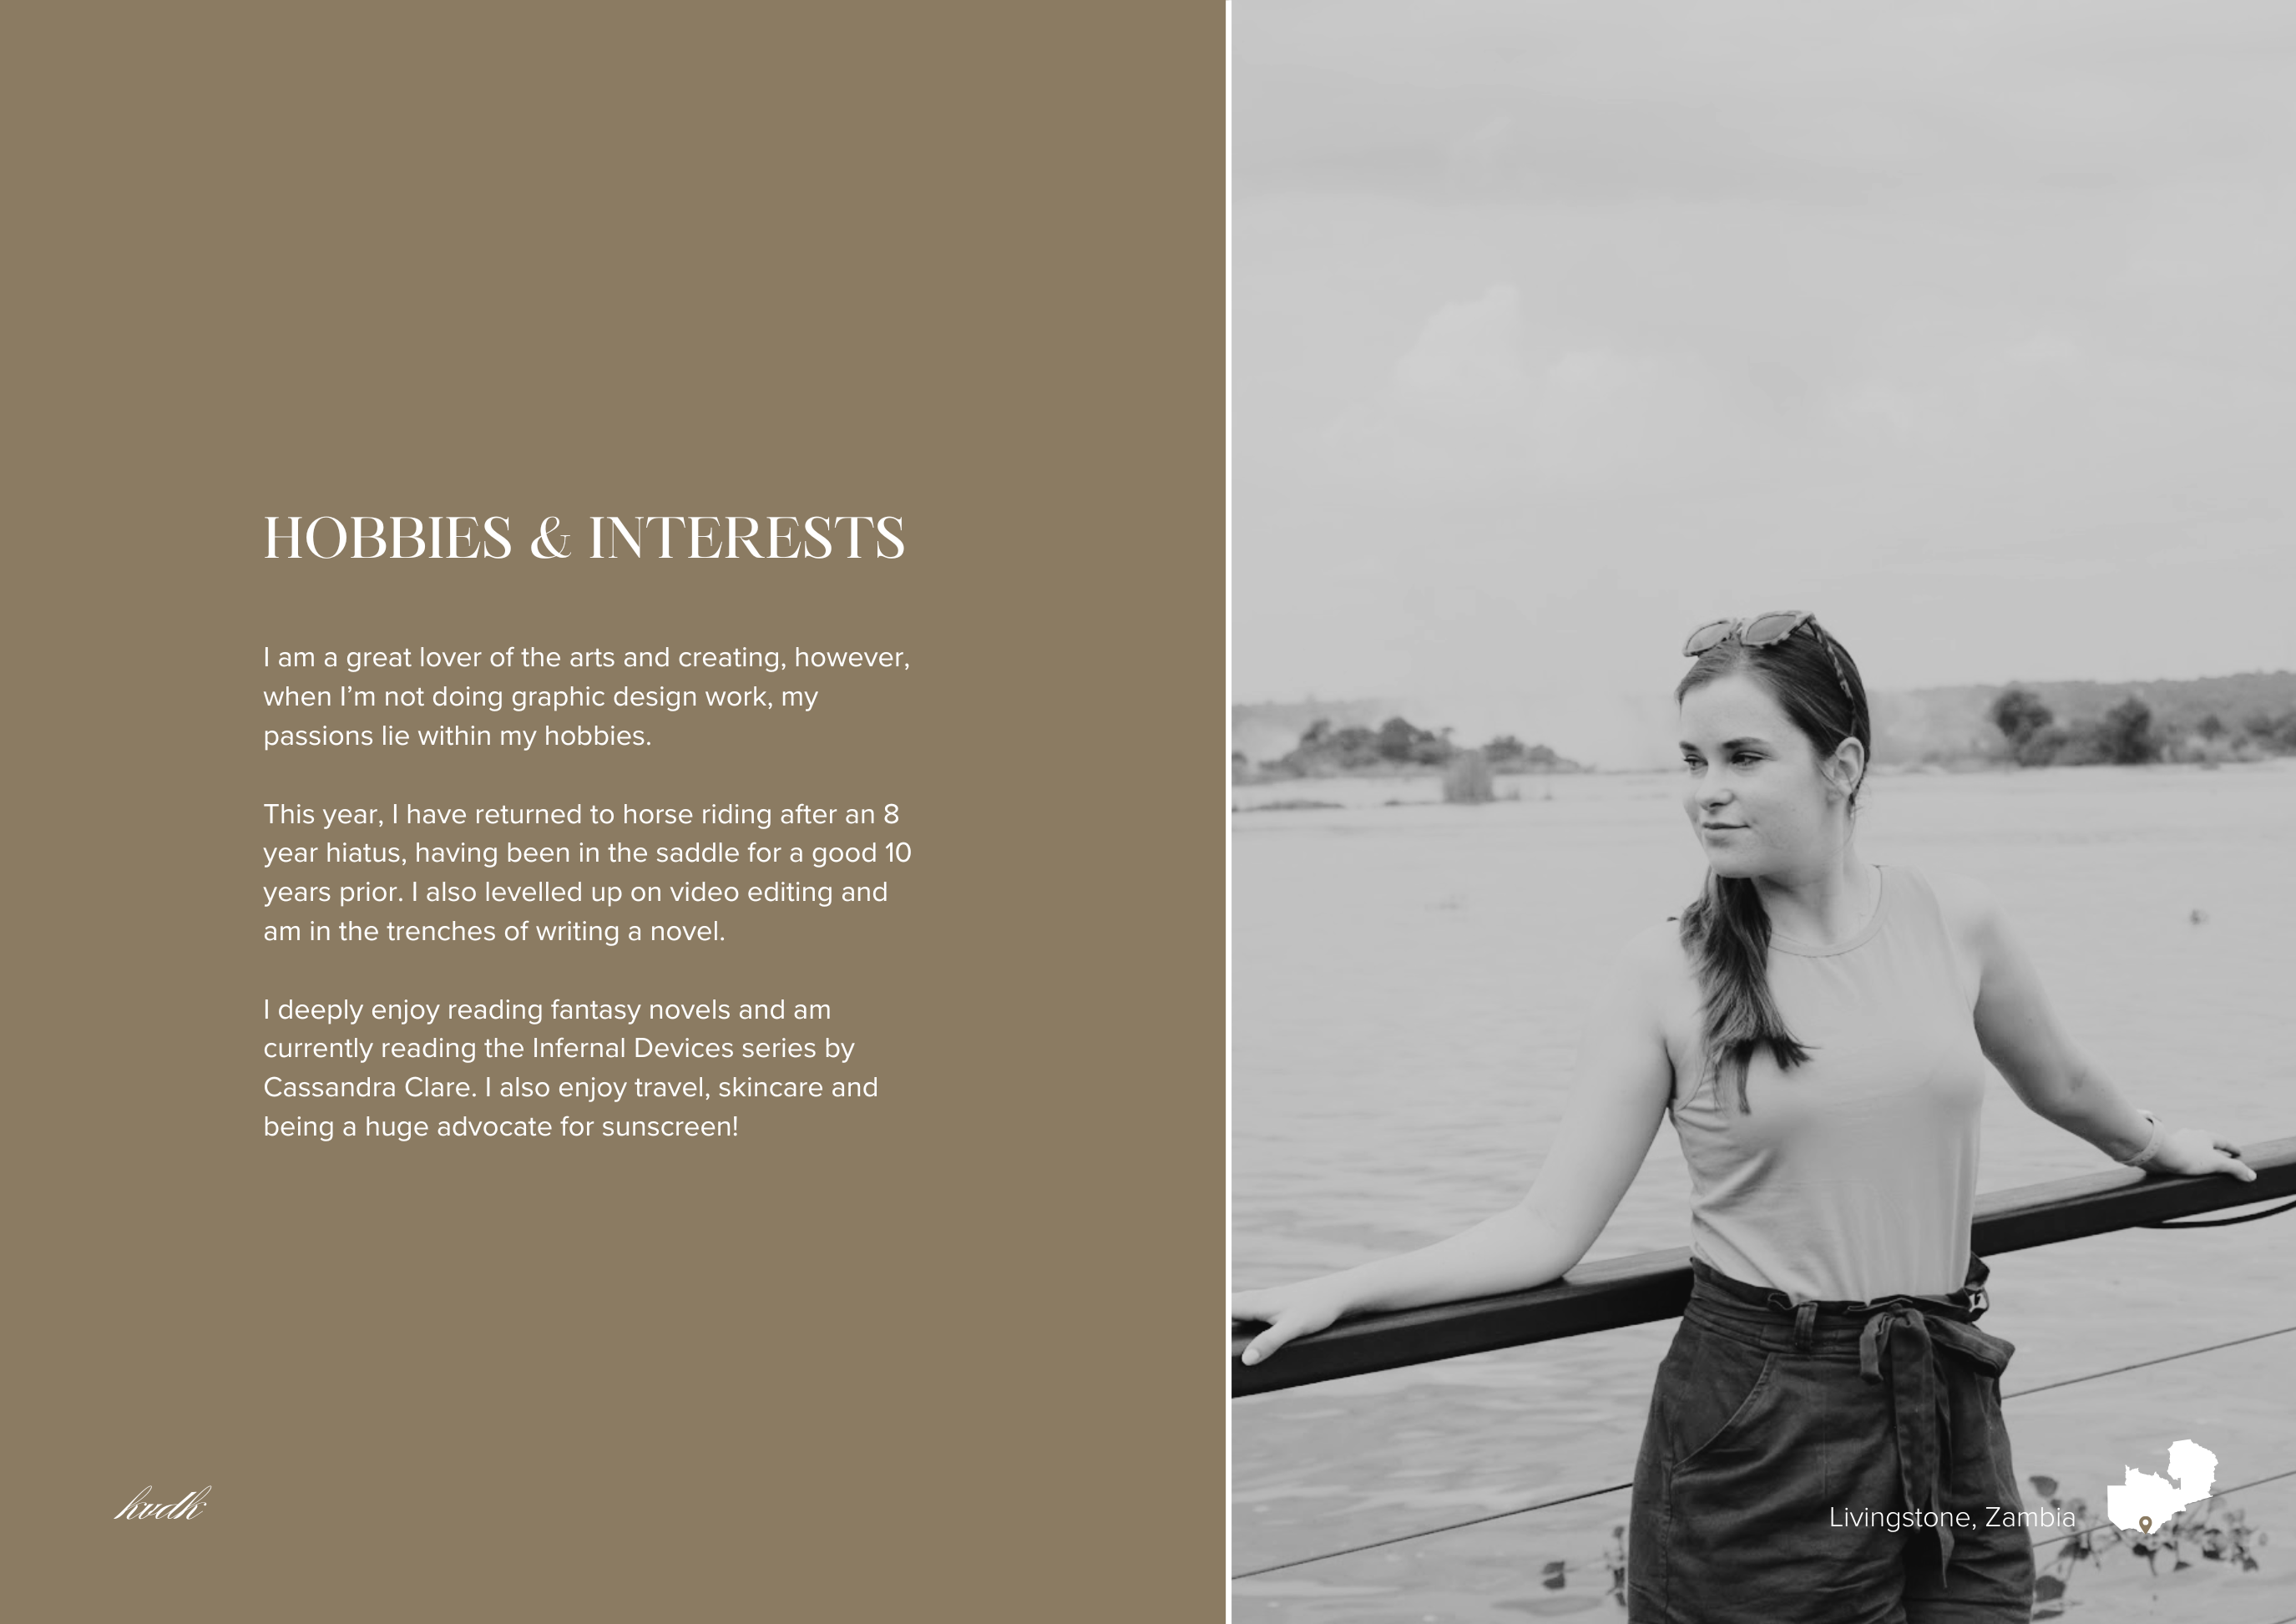 HOBBIES & INTERESTS
I am a great lover of the arts and creating, however,
when I’m not doing graphic design work, my
passions lie within my hobbies.
This year, I have returned to horse riding after an 8
year hiatus, having been in the saddle for a good 10
years prior. I also levelled up on video editing and
am in the trenches of writing a novel.
I deeply enjoy reading fantasy novels and am
currently reading the Infernal Devices series by
Cassandra Clare. I also enjoy travel, skincare and
being a huge advocate for sunscreen!
kvdk
Livingstone, Zambia